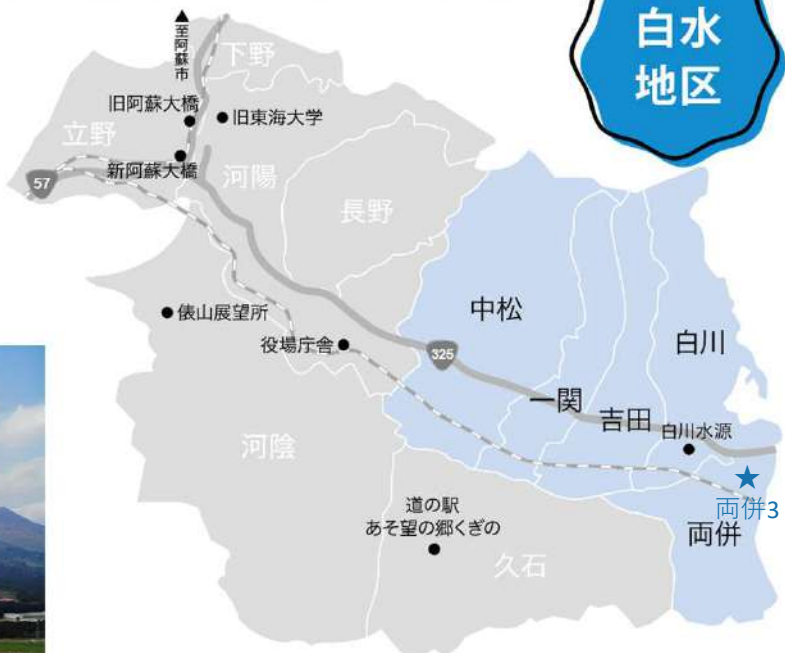 白水
地区
▲至阿蘇市
下野
旧阿蘇大橋
旧東海大学
立野
新阿蘇大橋
河陽
57
長野
中松
俵山展望所
役場庁舎
325
白川
一関
吉田
白川水源
河陰
★
両併3
道の駅
あそ望の郷くぎの
両併
久石